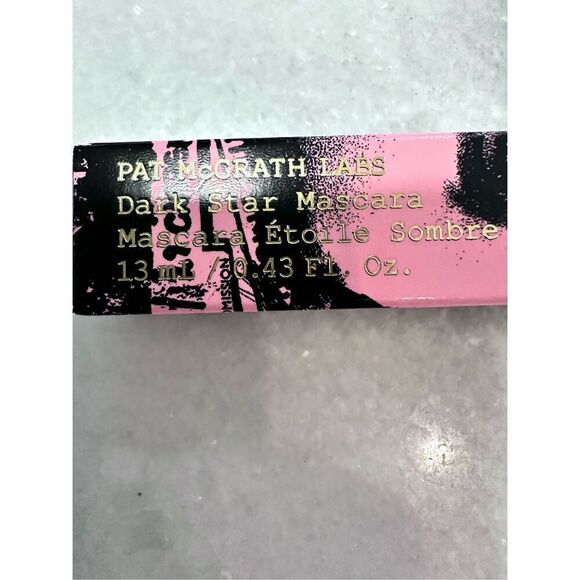 PAT McGRATH LABS
Dark Star Mascara
Mascara Étoile Sombre
13 ml / 0.43 Fl. Oz.